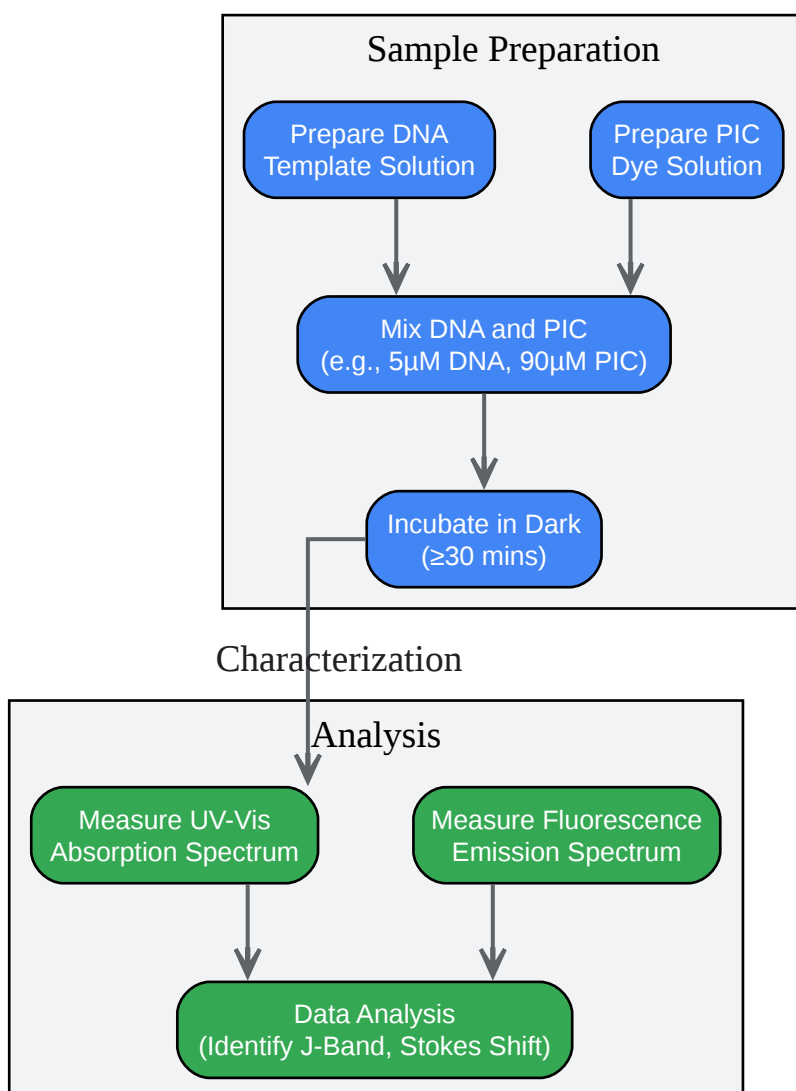 Sample Preparation
Prepare DNA
Template Solution
Prepare PIC
Dye Solution
Mix DNA and PIC
(e.g., 5µM DNA, 90µM PIC)
Incubate in Dark
(≥30 mins)
Characterization
Analysis
Measure UV-Vis
Absorption Spectrum
Measure Fluorescence
Emission Spectrum
Data Analysis
(Identify J-Band, Stokes Shift)